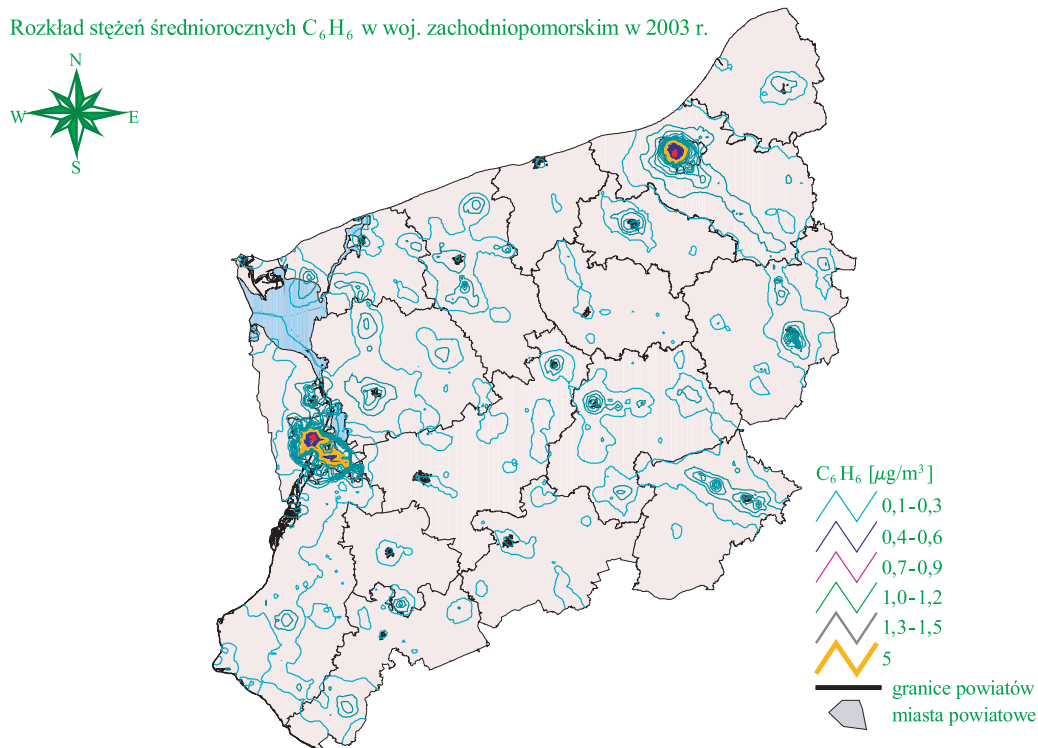 Rozkład stężeń średniorocznych C₆H₆ w woj. zachodniopomorskim w 2003 r.
N
W E
S
C₆H₆ [µg/m³]
0,1-0,3
0,4-0,6
0,7-0,9
1,0-1,2
1,3-1,5
5
granice powiatów
miasta powiatowe